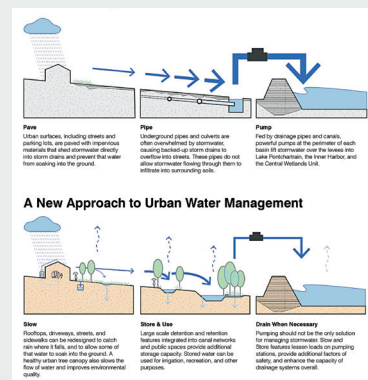 Pave
Urban surfaces, including streets and
parking lots, are paved with impervious
materials that shed stormwater directly
into storm drains and prevent that water
from soaking into the ground.
Pipe
Underground pipes and culverts are
often overwhelmed by stormwater,
causing backed-up storm drains to
overflow into streets. These pipes do not
allow stormwater flowing through them to
infiltrate into surrounding soils.
Pump
Fed by drainage pipes and canals,
powerful pumps at the perimeter of each
basin lift stormwater over the levees into
Lake Pontchartrain, the Inner Harbor, and
the Central Wetlands Unit.
A New Approach to Urban Water Management
Slow
Rooftops, driveways, streets, and
sidewalks can be redesigned to catch
rain where it falls, and to allow some of
that water to soak into the ground. A
healthy urban tree canopy also slows the
flow of water and improves environmental
quality.
Store & Use
Large scale detention and retention
features integrated into canal networks
and public spaces provide additional
storage capacity. Stored water can be
used for irrigation, recreation, and other
purposes.
Drain When Necessary
Pumping should not be the only solution
for managing stormwater. Slow and
Store features lessen loads on pumping
stations, provide additional factors of
safety, and enhance the capacity of
drainage systems overall.